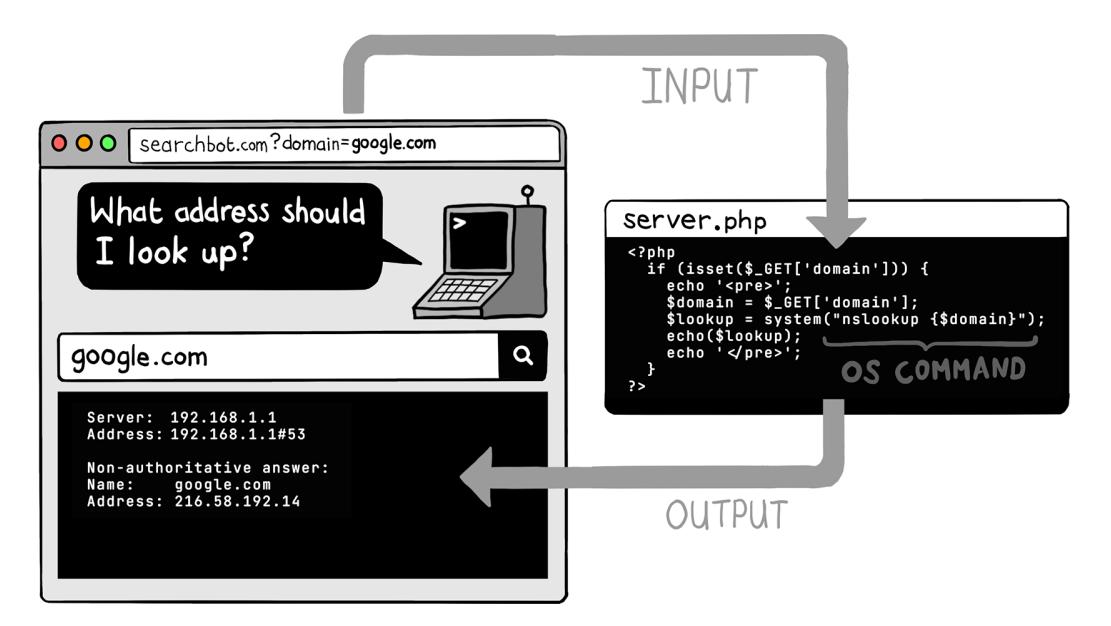 INPUT
searchbot.com?domain=google.com
What address should
I look up?
>
google.com
Server: 192.168.1.1
Address: 192.168.1.1#53
Non-authoritative answer:
Name: google.com
Address: 216.58.192.14
server.php
<?php
if (isset($_GET['domain'])) {
echo '<pre>';
$domain = $_GET['domain'];
$lookup = system("nslookup {$domain}");
echo($lookup);
echo '</pre>';
}
?>
OS COMMAND
OUTPUT